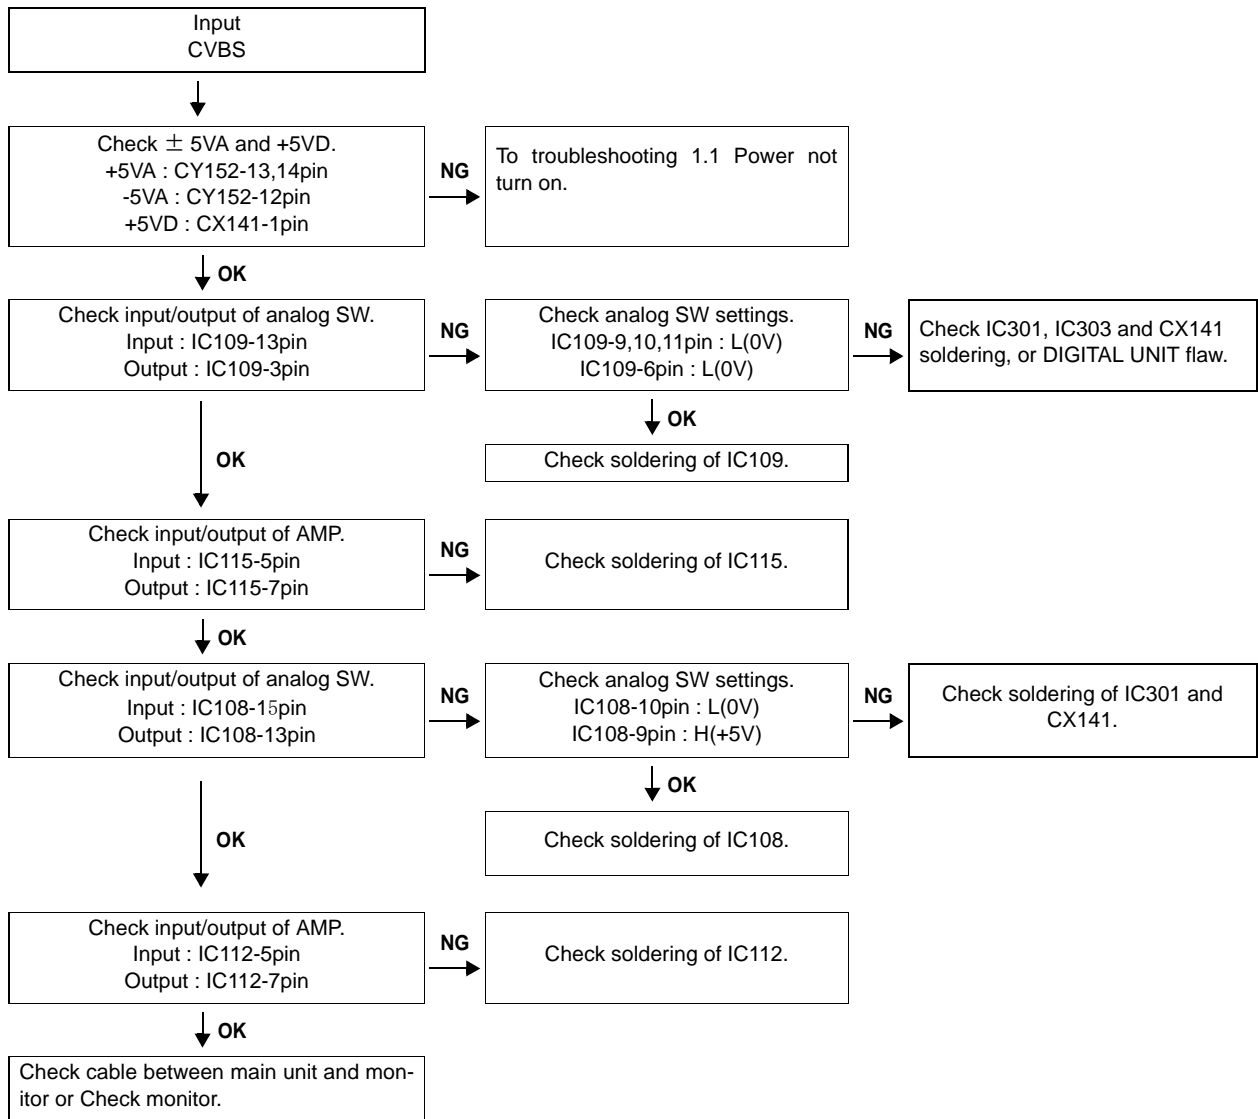 Input
CVBS
Check ± 5VA and +5VD.
+5VA : CY152-13,14pin
-5VA : CY152-12pin
+5VD : CX141-1pin
NG
To troubleshooting 1.1 Power not
turn on.
OK
Check input/output of analog SW.
Input : IC109-13pin
Output : IC109-3pin
NG
Check analog SW settings.
IC109-9,10,11pin : L(0V)
IC109-6pin : L(0V)
NG
Check IC301, IC303 and CX141
soldering, or DIGITAL UNIT flaw.
OK
Check soldering of IC109.
OK
Check input/output of AMP.
Input : IC115-5pin
Output : IC115-7pin
NG
Check soldering of IC115.
OK
Check input/output of analog SW.
Input : IC108-15pin
Output : IC108-13pin
NG
Check analog SW settings.
IC108-10pin : L(0V)
IC108-9pin : H(+5V)
NG
Check soldering of IC301 and
CX141.
OK
Check soldering of IC108.
OK
Check input/output of AMP.
Input : IC112-5pin
Output : IC112-7pin
NG
Check soldering of IC112.
OK
Check cable between main unit and mon-
itor or Check monitor.